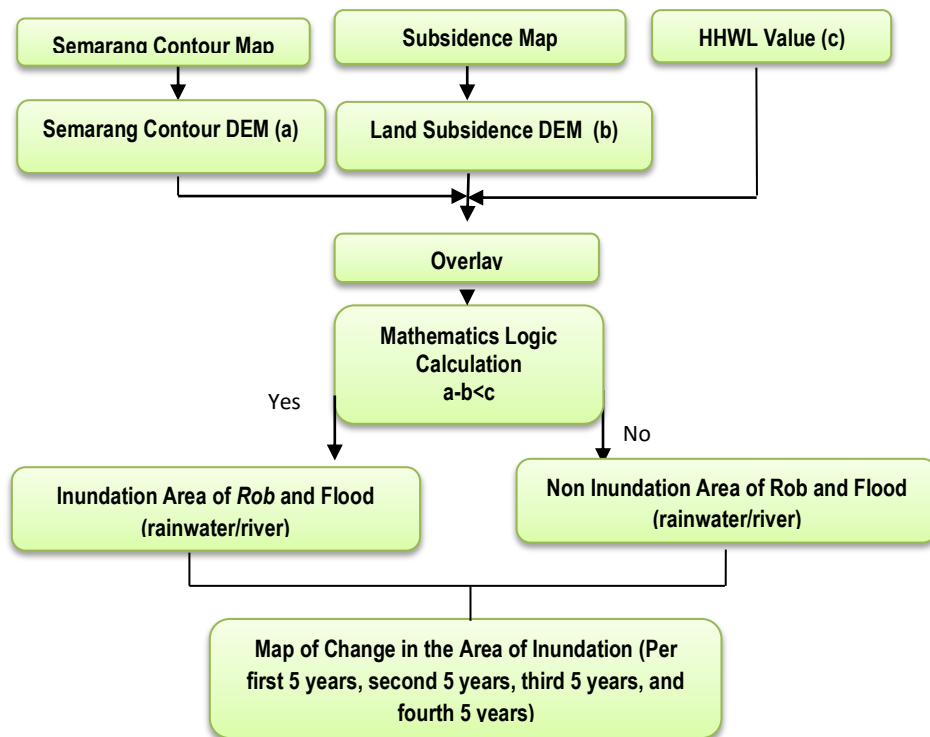 Semarang Contour Map
Subsidence Map
HHWL Value (c)
Semarang Contour DEM (a)
Land Subsidence DEM (b)
Overlay
Mathematics Logic
Calculation
a-b<c
Yes
No
Inundation Area of Rob and Flood
(rainwater/river)
Non Inundation Area of Rob and Flood
(rainwater/river)
Map of Change in the Area of Inundation (Per
first 5 years, second 5 years, third 5 years, and
fourth 5 years)